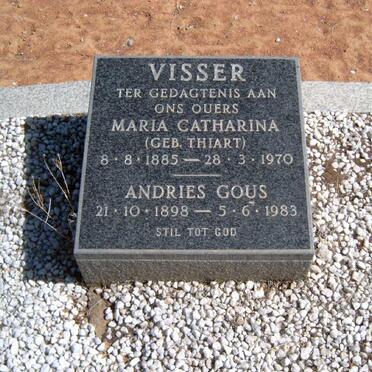 VISSER
TER GEDAGTENIS AAN
ONS OUERS
MARIA CATHARINA
(GEB. THIART)
8 · 8 · 1885 — 28 · 3 · 1970
ANDRIES GOUS
21 · 10 · 1898 — 5 · 6 · 1983
STIL TOT GOD